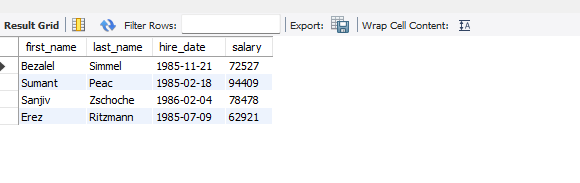 Result Grid Filter Rows: Export: Wrap Cell Content:
first_name last_name hire_date salary
Bezalel Simmel 1985-11-21 72527
Sumant Peac 1985-02-18 94409
Sanjiv Zschoche 1986-02-04 78478
Erez Ritzmann 1985-07-09 62921